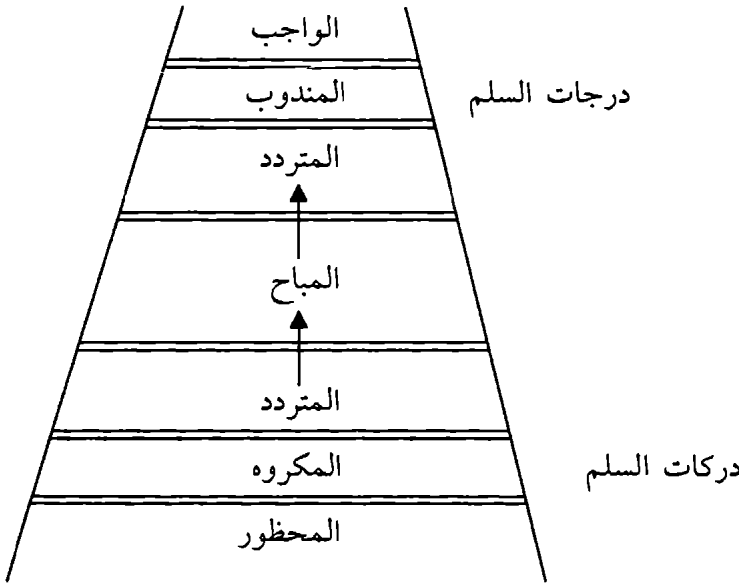 الواجب
المندوب
درجات السلم
المتردد
المباح
المتردد
المكروه
دركات السلم
المحظور